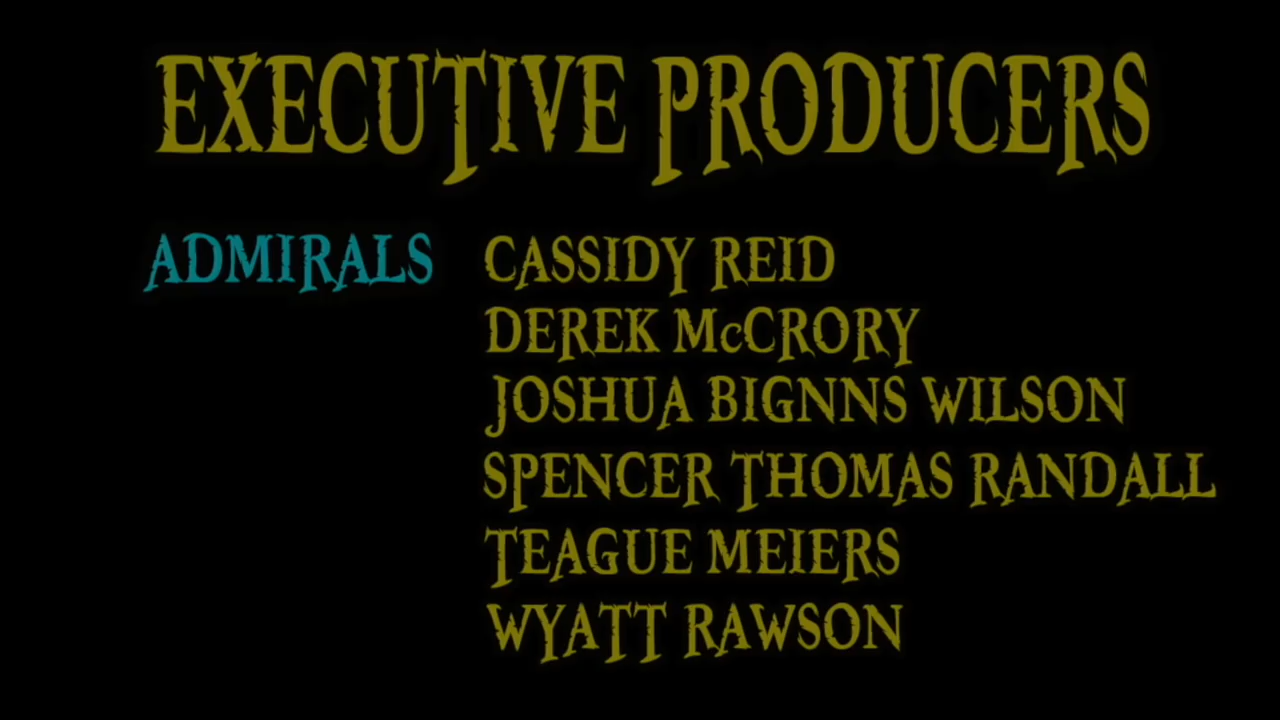 EXECUTIVE PRODUCERS
ADMIRALS CASSIDY REID
DEREK McCRORY
JOSHUA BIGNNS WILSON
SPENCER THOMAS RANDALL
TEAGUE MEIERS
WYATT RAWSON